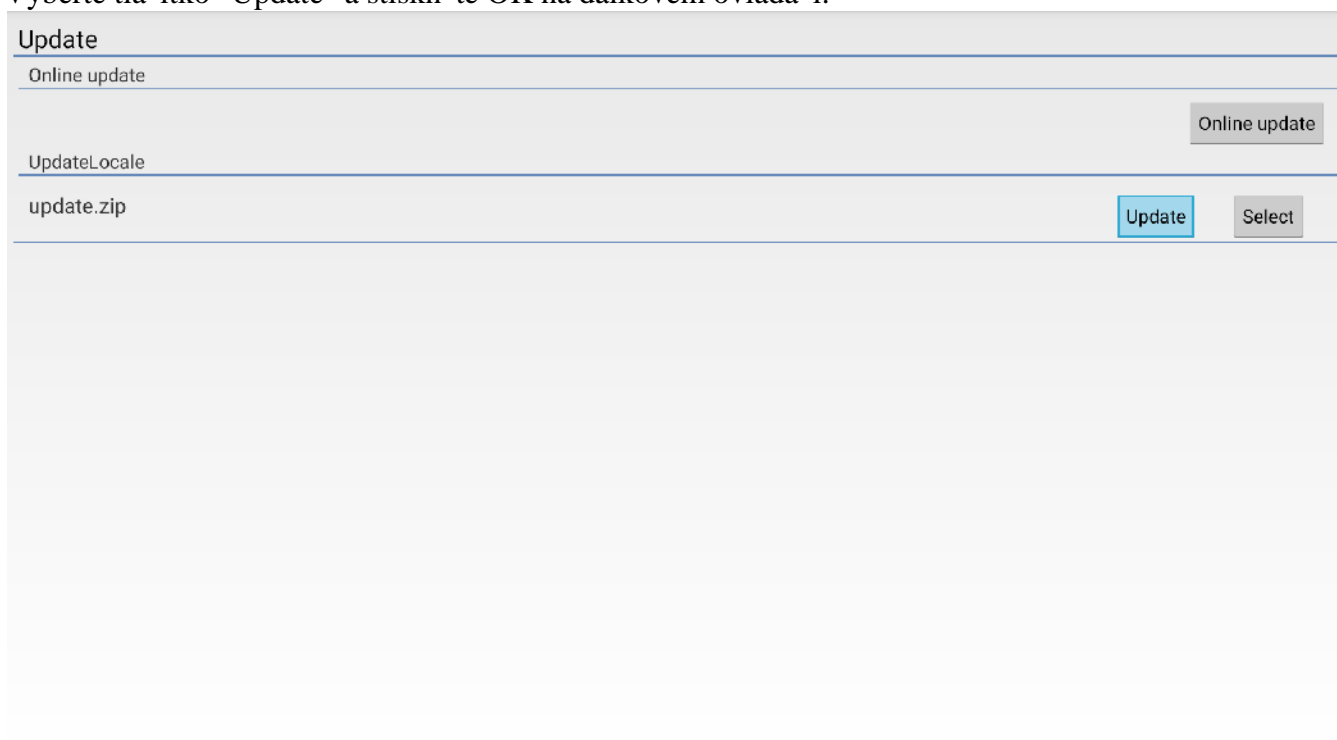 Update
Online update
Online update
UpdateLocale
update.zip
Update
Select